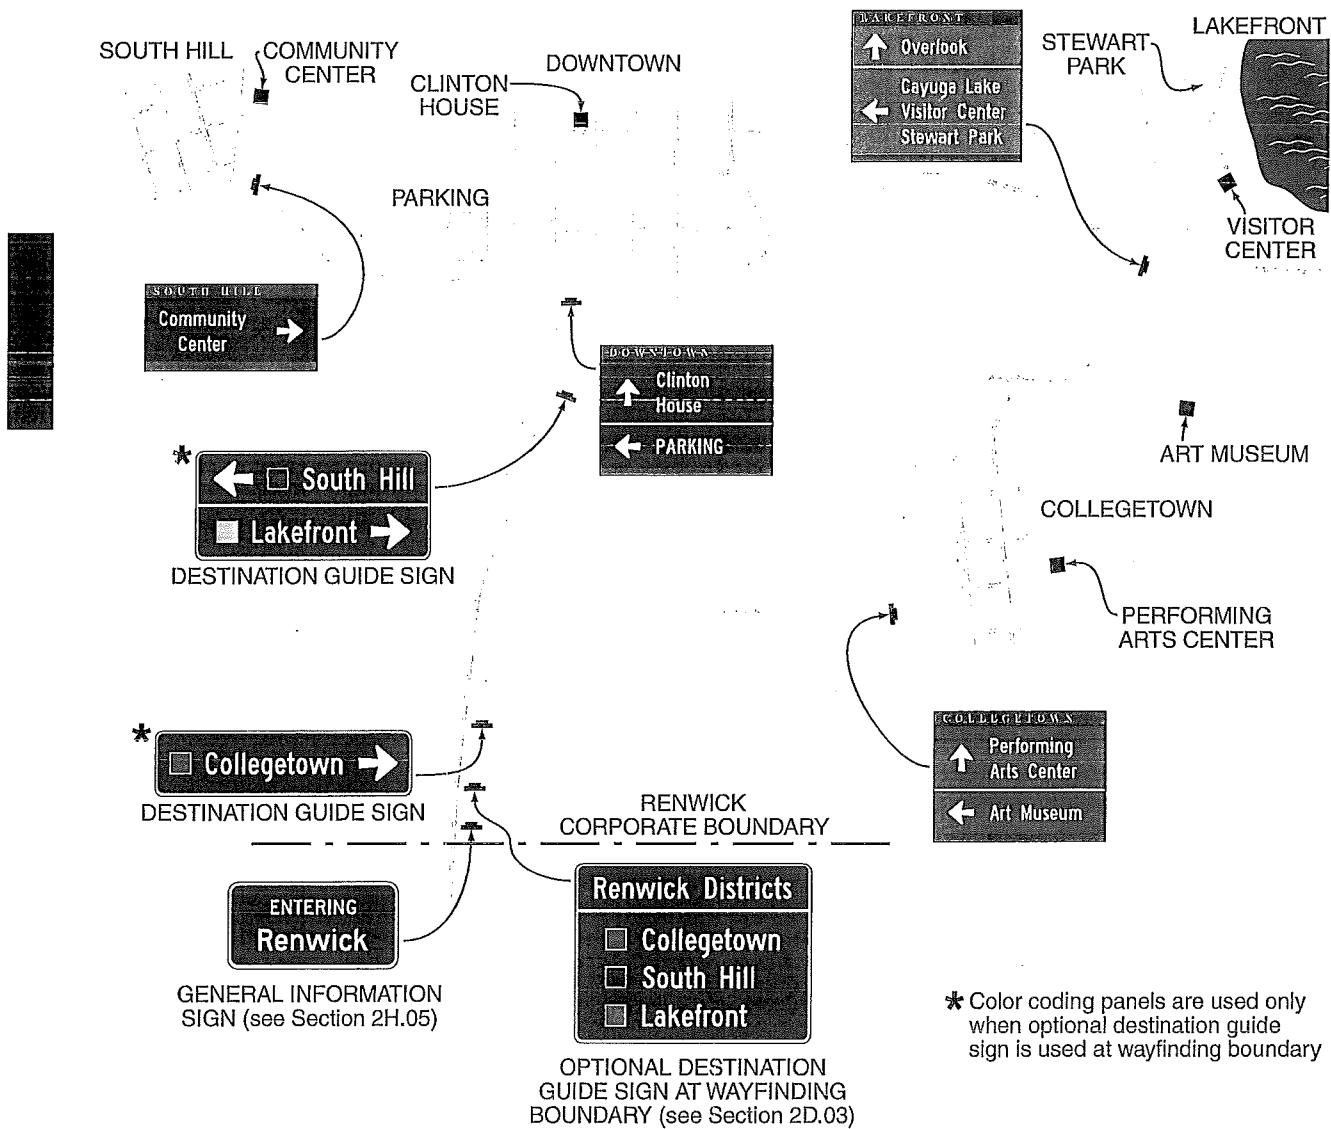 SOUTH HILL
COMMUNITY
CENTER
CLINTON
HOUSE
DOWNTOWN
PARKING
LAKEFRONT
Overlook
Cayuga Lake
Visitor Center
Stewart Park
STEWART
PARK
LAKEFRONT
VISITOR
CENTER
SOUTH HILL
Community
Center
DOWNTOWN
Clinton
House
PARKING
* South Hill
Lakefront
DESTINATION GUIDE SIGN
ART MUSEUM
COLLEGETOWN
PERFORMING
ARTS CENTER
* Collegetown
DESTINATION GUIDE SIGN
COLLEGETOWN
Performing
Arts Center
Art Museum
RENWICK
CORPORATE BOUNDARY
ENTERING
Renwick
GENERAL INFORMATION
SIGN (see Section 2H.05)
Renwick Districts
Collegetown
South Hill
Lakefront
OPTIONAL DESTINATION
GUIDE SIGN AT WAYFINDING
BOUNDARY (see Section 2D.03)
* Color coding panels are used only
when optional destination guide
sign is used at wayfinding boundary